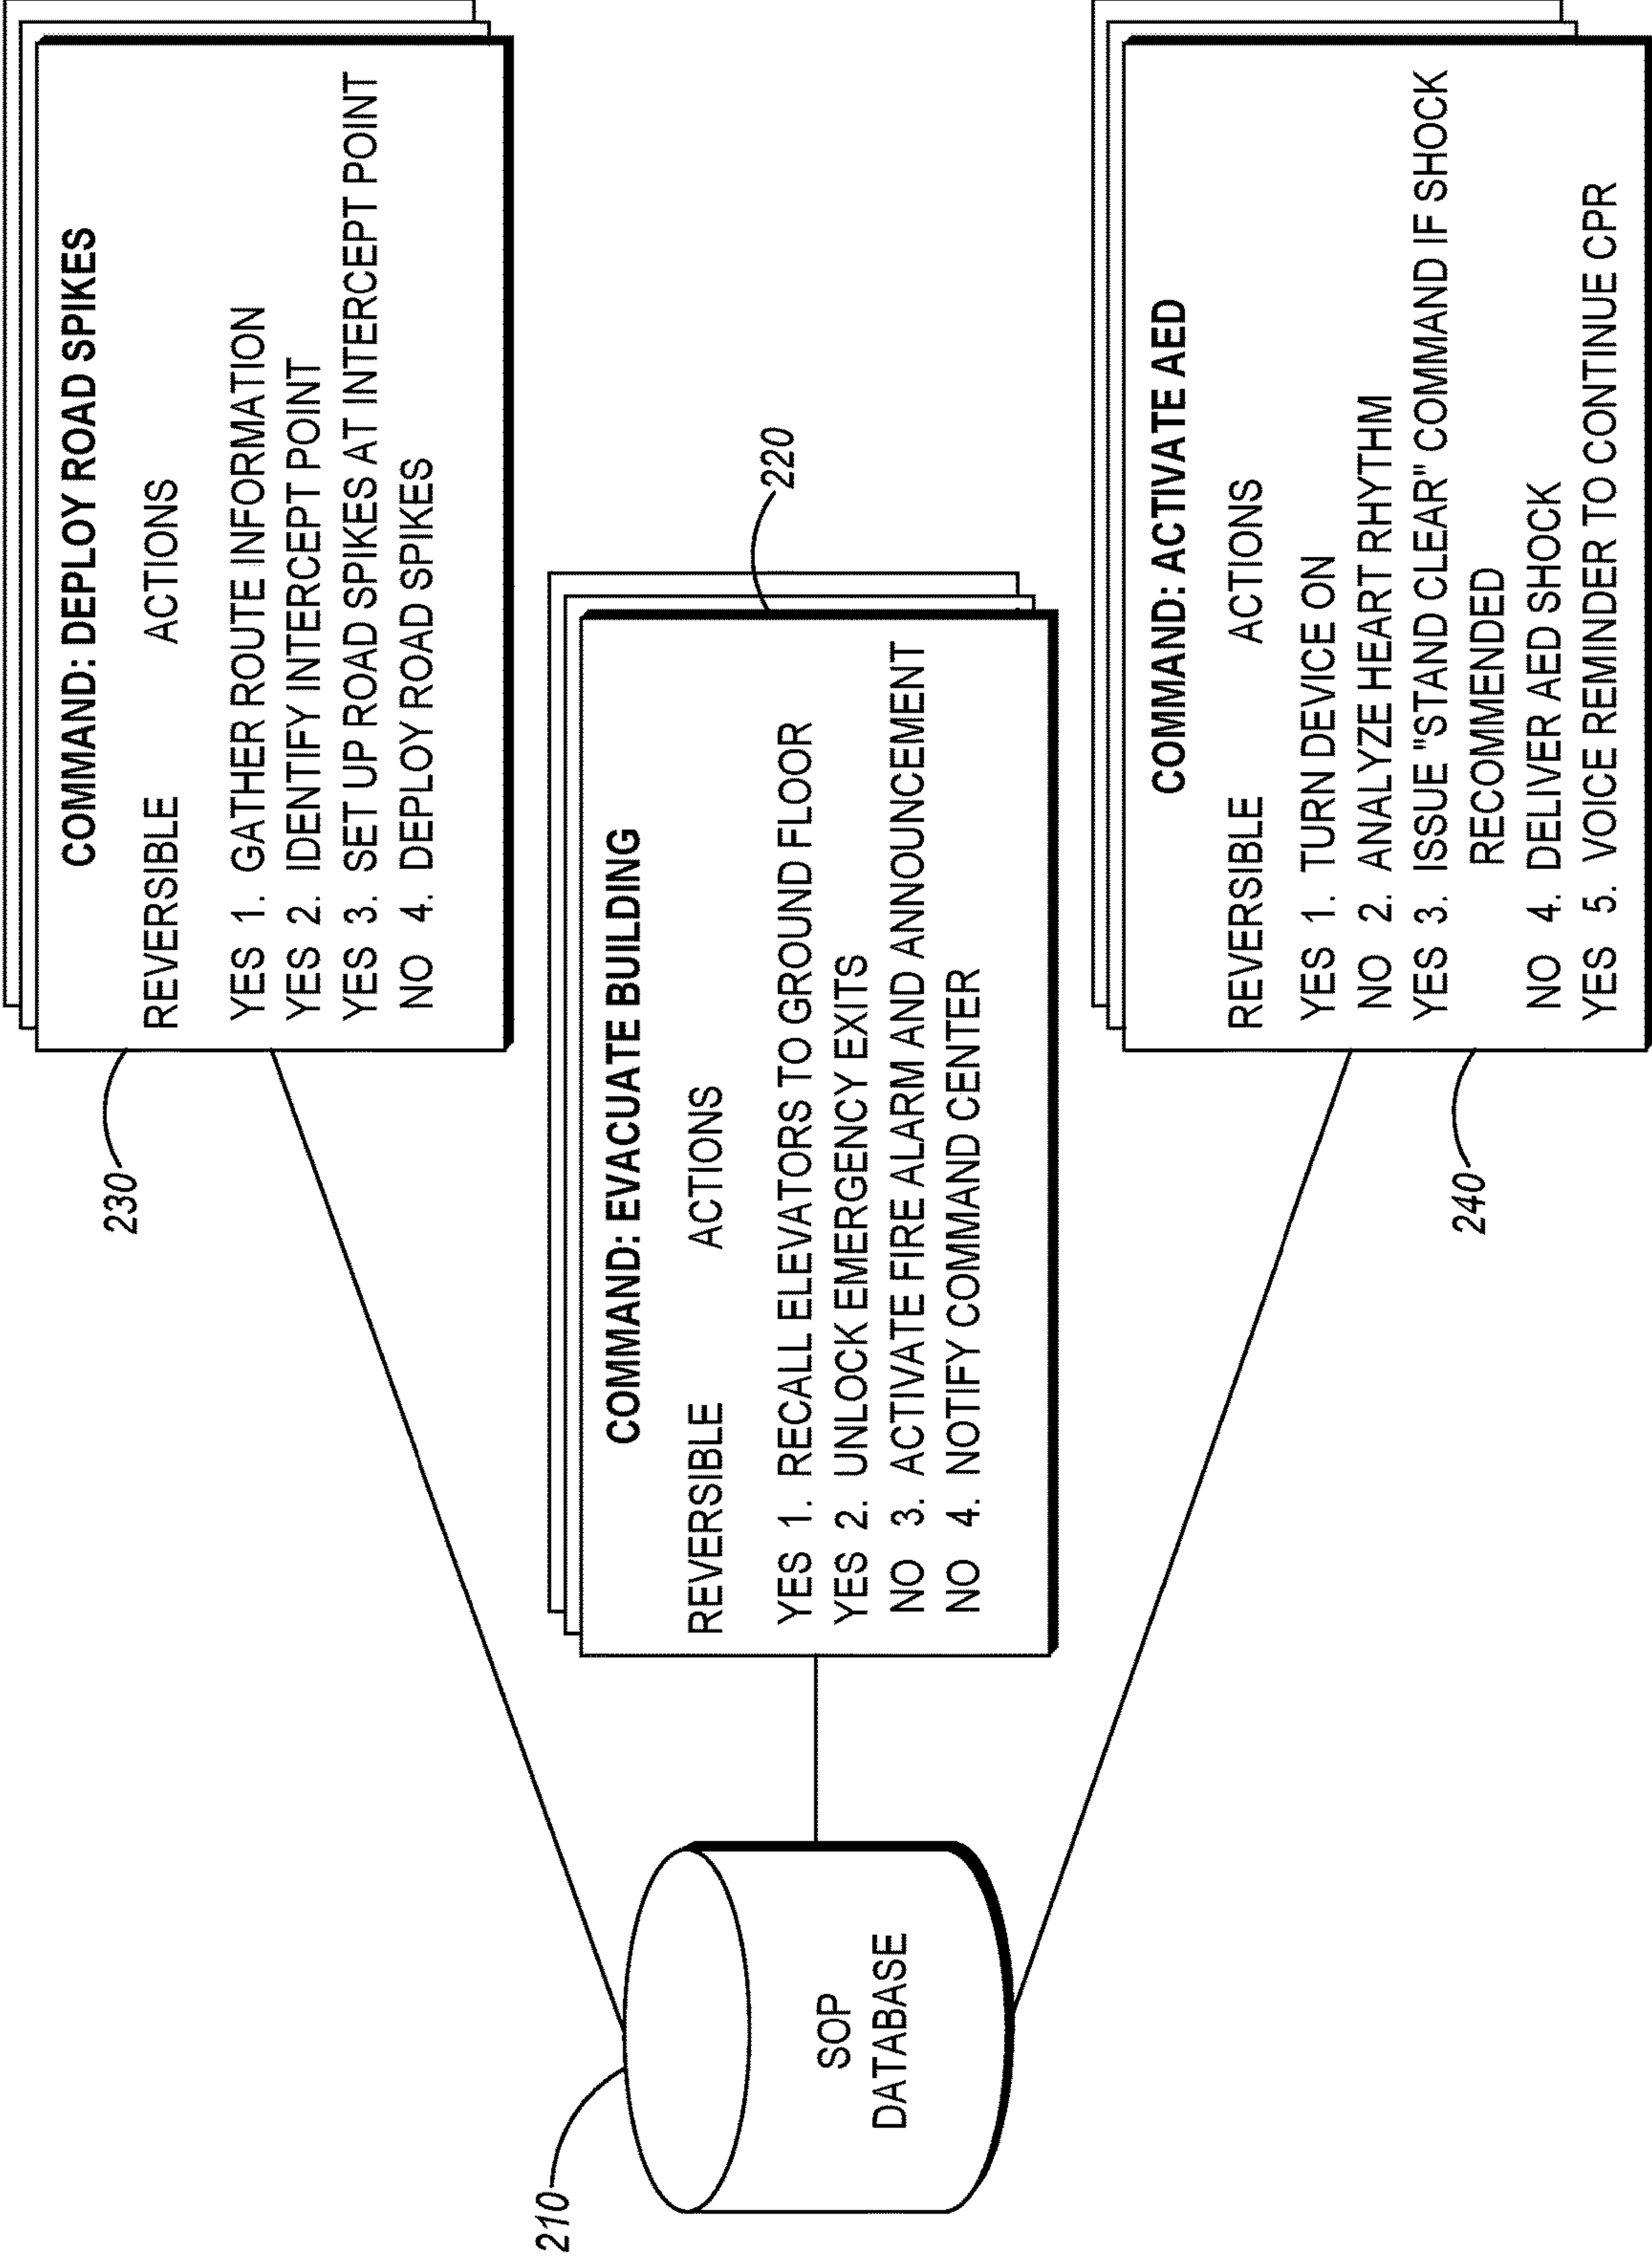 230
COMMAND: DEPLOY ROAD SPIKES
REVERSIBLE ACTIONS
YES 1. GATHER ROUTE INFORMATION
YES 2. IDENTIFY INTERCEPT POINT
YES 3. SET UP ROAD SPIKES AT INTERCEPT POINT
NO 4. DEPLOY ROAD SPIKES
210
SOP
DATABASE
220
COMMAND: EVACUATE BUILDING
REVERSIBLE ACTIONS
YES 1. RECALL ELEVATORS TO GROUND FLOOR
YES 2. UNLOCK EMERGENCY EXITS
NO 3. ACTIVATE FIRE ALARM AND ANNOUNCEMENT
NO 4. NOTIFY COMMAND CENTER
240
COMMAND: ACTIVATE AED
REVERSIBLE ACTIONS
YES 1. TURN DEVICE ON
NO 2. ANALYZE HEART RHYTHM
YES 3. ISSUE "STAND CLEAR" COMMAND IF SHOCK
RECOMMENDED
NO 4. DELIVER AED SHOCK
YES 5. VOICE REMINDER TO CONTINUE CPR